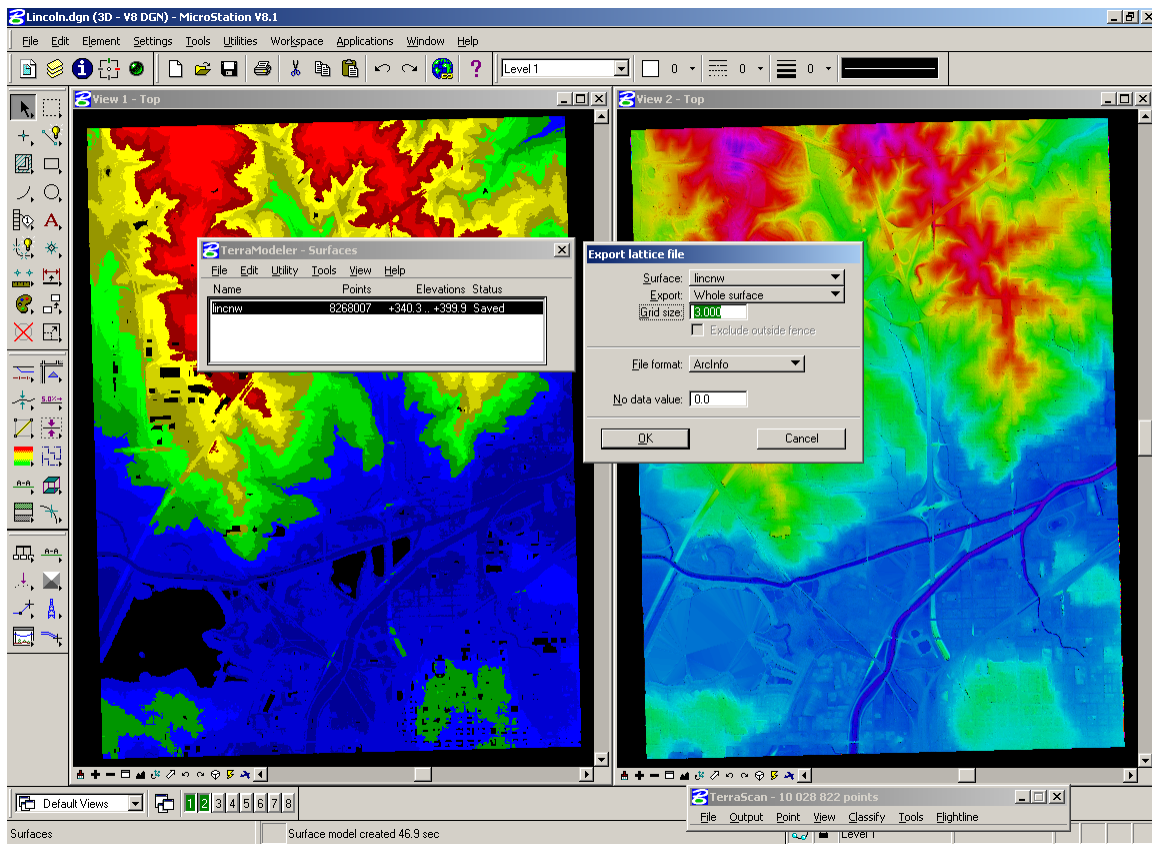 Lincoln.dgn (3D - V8 DGN) - MicroStation V8.1
File Edit Element Settings Tools Utilities Workspace Applications Window Help
Level 1 0 0 0
View 1 - Top
View 2 - Top
TerraModeler - Surfaces
File Edit Utility Tools View Help
Name Points Elevations Status
lincnw 8268007 +340.3 .. +399.9 Saved
Export lattice file
Surface: lincnw
Export: Whole surface
Grid size: 3.000
Exclude outside fence
File format: ArcInfo
No data value: 0.0
OK Cancel
Default Views 1 2 3 4 5 6 7 8
TerraScan - 10 028 822 points
File Output Point View Classify Tools Flightline
Surfaces Surface model created 46.9 sec Level 1